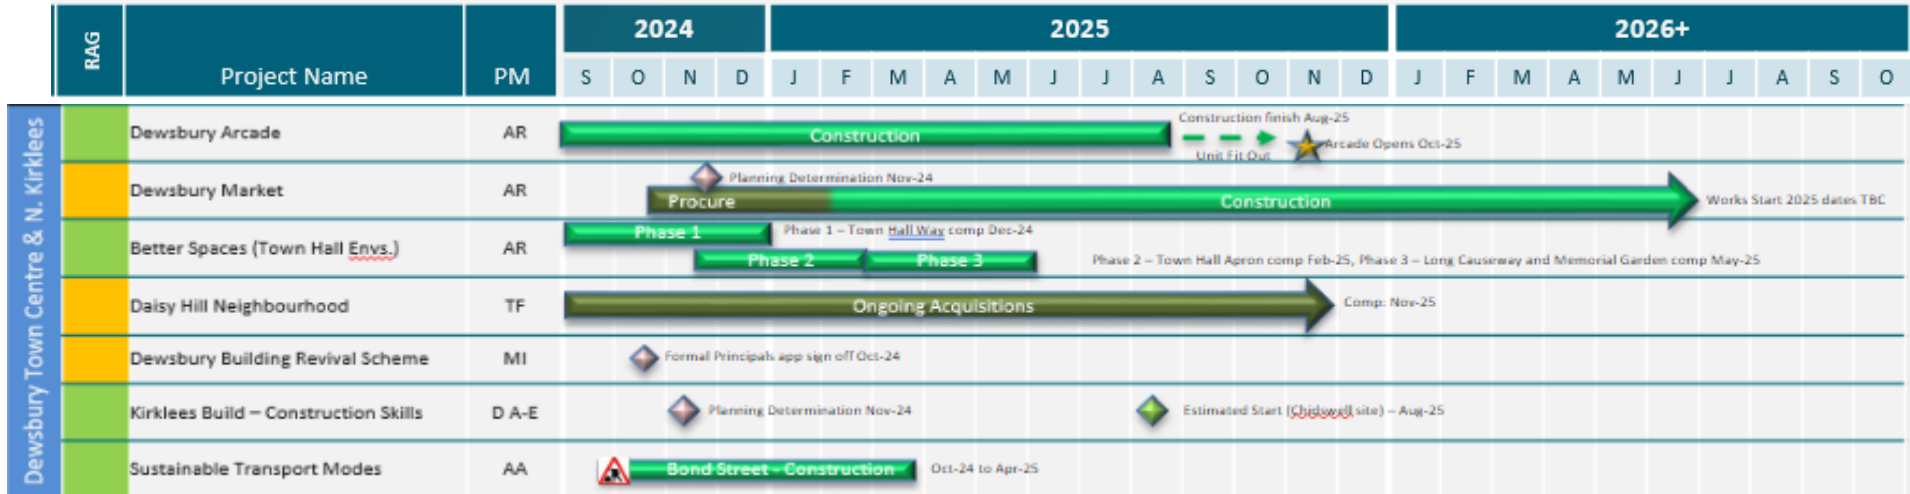 2024 2025 2026+
RAG Project Name PM S O N D J F M A M J J A S O N D J F M A M J J A S O
Dewsbury Town Centre & N. Kirklees
Dewsbury Arcade AR Construction Construction finish Aug-25
Unit Fit Out Arcade Opens Oct-25
Dewsbury Market AR Planning Determination Nov-24
Procure Construction Works Start 2025 dates TBC
Better Spaces (Town Hall Envs.) AR Phase 1 Phase 1 – Town Hall Way comp Dec-24
Phase 2 Phase 3 Phase 2 – Town Hall Apron comp Feb-25, Phase 3 – Long Causeway and Memorial Garden comp May-25
Daisy Hill Neighbourhood TF Ongoing Acquisitions Comp: Nov-25
Dewsbury Building Revival Scheme MI Formal Principals app sign off Oct-24
Kirklees Build – Construction Skills D A-E Planning Determination Nov-24 Estimated Start (Chidswell site) – Aug-25
Sustainable Transport Modes AA Bond Street - Construction Oct-24 to Apr-25